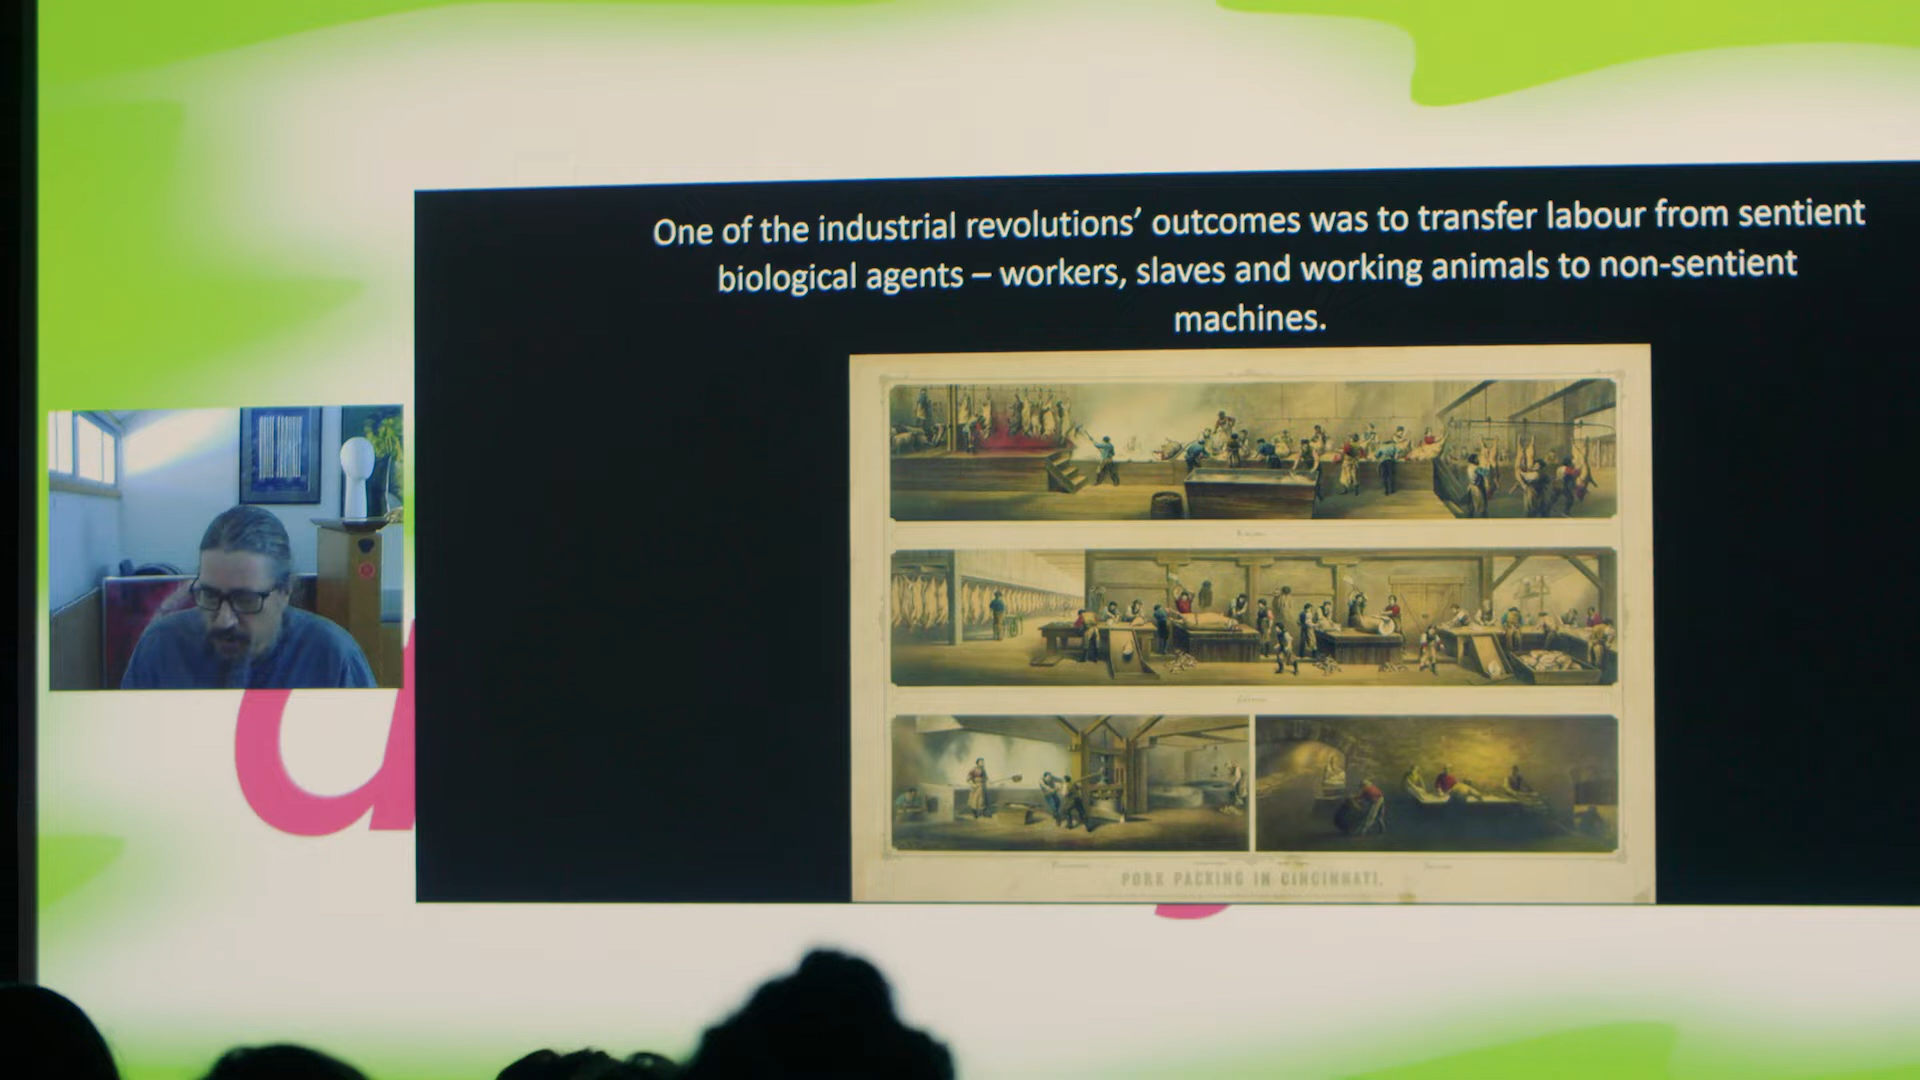 One of the industrial revolutions’ outcomes was to transfer labour from sentient
biological agents – workers, slaves and working animals to non-sentient
machines.
PORK PACKING IN CINCINNATI.